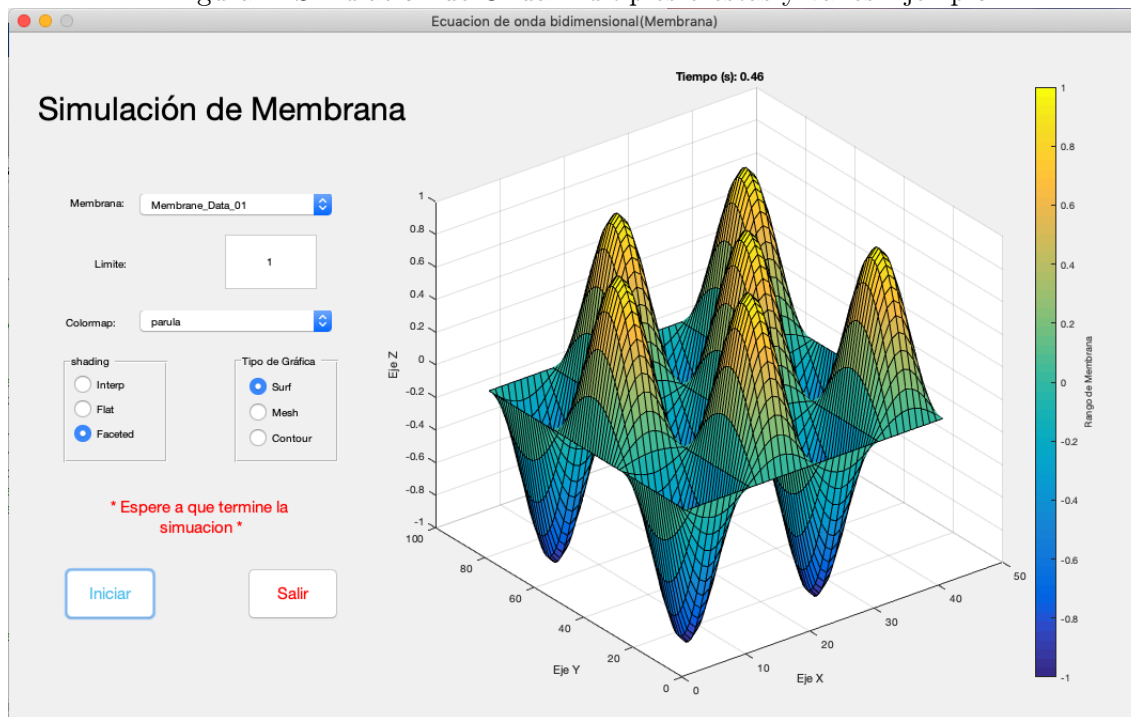 Ecuacion de onda bidimensional(Membrana)
Simulación de Membrana
Membrana:
Membrane_Data_01
Limite:
1
Colormap:
parula
shading
Interp
Flat
Faceted
Tipo de Gráfica
Surf
Mesh
Contour
* Espere a que termine la
simuacion *
Iniciar
Salir
Tiempo (s): 0.46
Eje Z
1
0.8
0.6
0.4
0.2
0
-0.2
-0.4
-0.6
-0.8
-1
100
80
60
40
20
0
Eje Y
0
10
20
30
40
50
Eje X
1
0.8
0.6
0.4
0.2
0
-0.2
-0.4
-0.6
-0.8
-1
Rango de Membrana